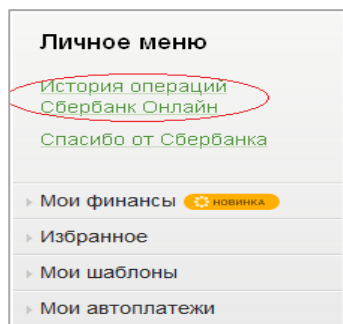 Личное меню
История операций
Сбербанк Онлайн
Спасибо от Сбербанка
Мои финансы НОВИНКА
Избранное
Мои шаблоны
Мои автоплатежи